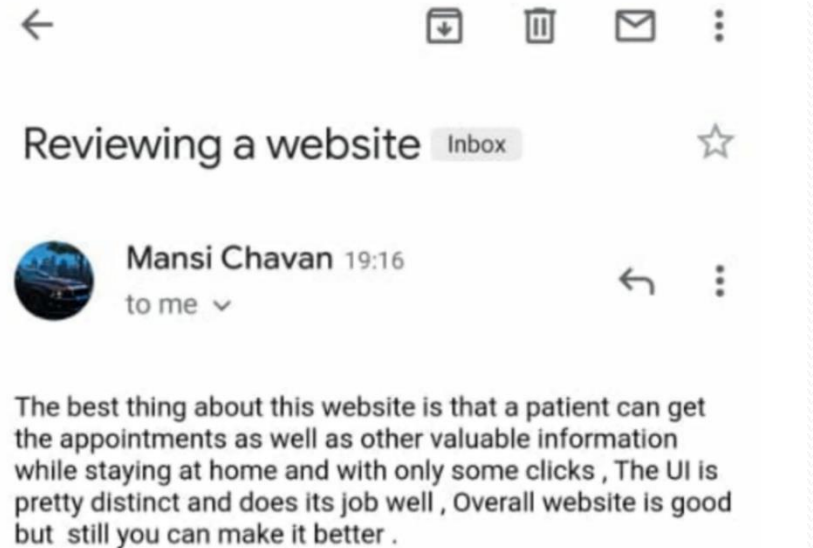 Reviewing a website Inbox
Mansi Chavan 19:16
to me
The best thing about this website is that a patient can get
the appointments as well as other valuable information
while staying at home and with only some clicks , The UI is
pretty distinct and does its job well , Overall website is good
but  still you can make it better .